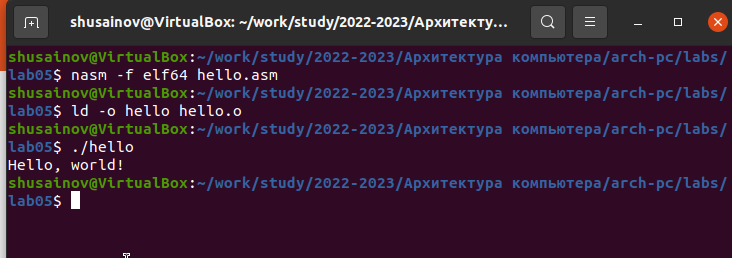 shusainov@VirtualBox: ~/work/study/2022-2023/Архитекту...
shusainov@VirtualBox:~/work/study/2022-2023/Архитектура компьютера/arch-pc/labs/
lab05$ nasm -f elf64 hello.asm
shusainov@VirtualBox:~/work/study/2022-2023/Архитектура компьютера/arch-pc/labs/
lab05$ ld -o hello hello.o
shusainov@VirtualBox:~/work/study/2022-2023/Архитектура компьютера/arch-pc/labs/
lab05$ ./hello
Hello, world!
shusainov@VirtualBox:~/work/study/2022-2023/Архитектура компьютера/arch-pc/labs/
lab05$